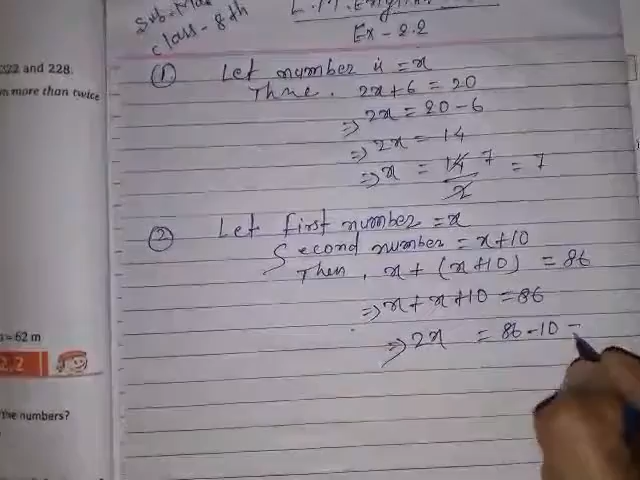 Sub-Ma
Class-8th
Ex-2.2
222 and 228.
more than twice
① Let number is = x
2x+6 = 20
⇒ 2x = 20-6
⇒ 2x = 14
⇒ x = 14/2 7 = 7
② Let first number = x
Second number = x+10
Then, x + (x+10) = 86
⇒ x+x+10 = 86
⇒ 2x = 86-10 =
= 62 m
2.2
the numbers?